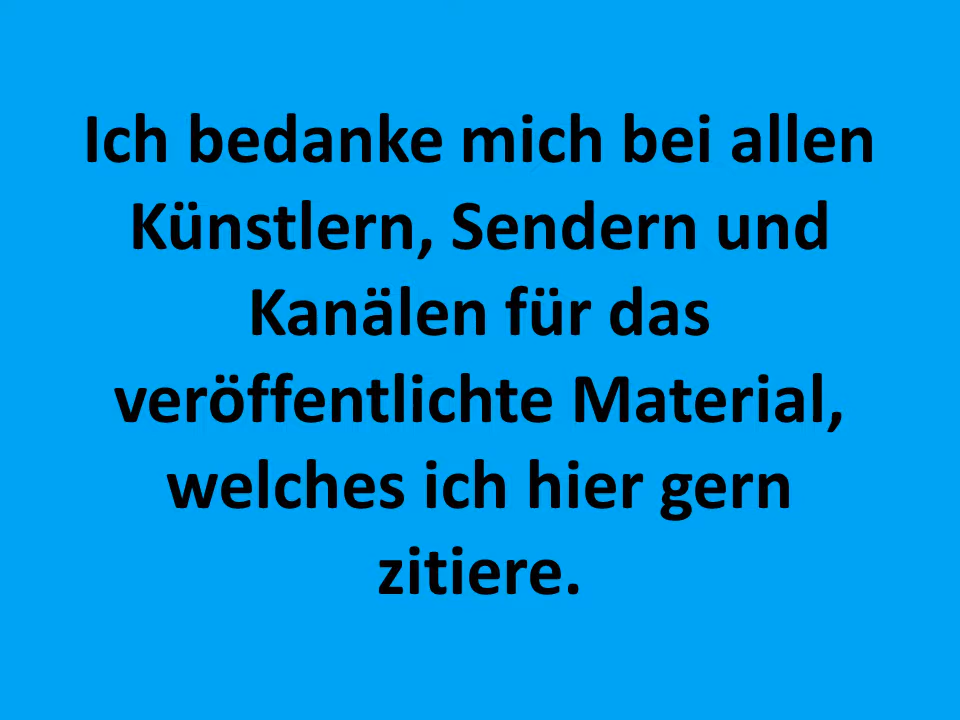 Ich bedanke mich bei allen
Künstlern, Sendern und
Kanälen für das
veröffentlichte Material,
welches ich hier gern
zitiere.